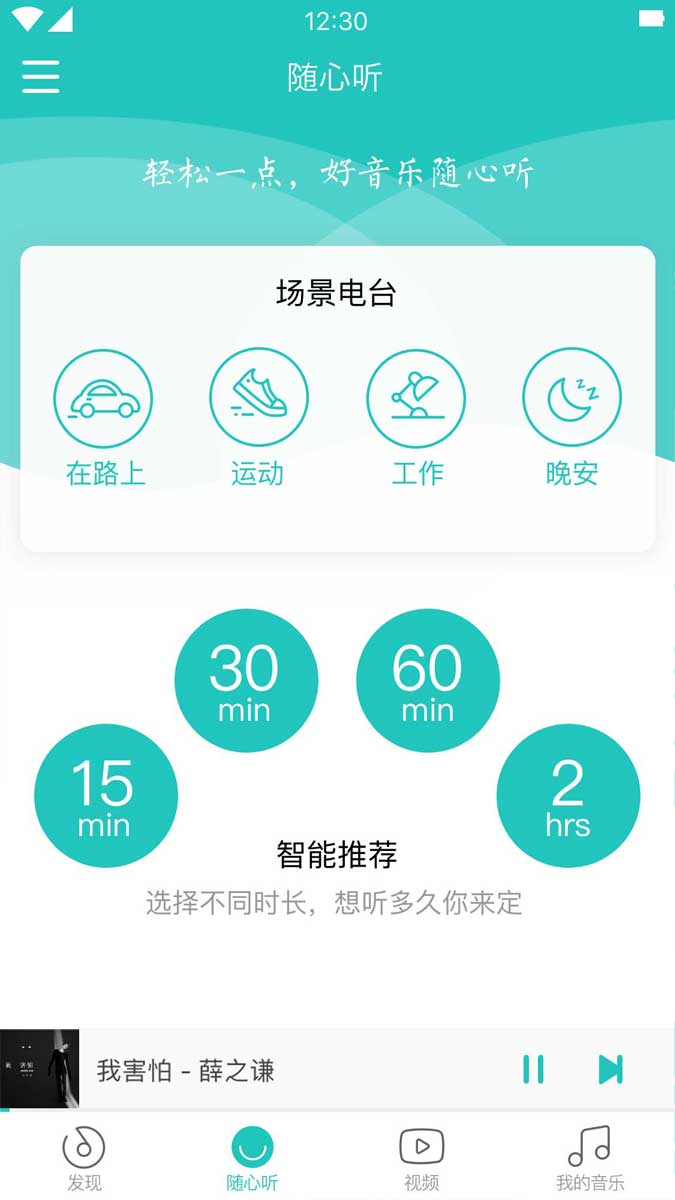 12:30
随心听
轻松一点，好音乐随心听
场景电台
在路上
运动
工作
晚安
30
min
60
min
15
min
2
hrs
智能推荐
选择不同时长，想听多久你来定
我害怕 - 薛之谦
发现
随心听
视频
我的音乐